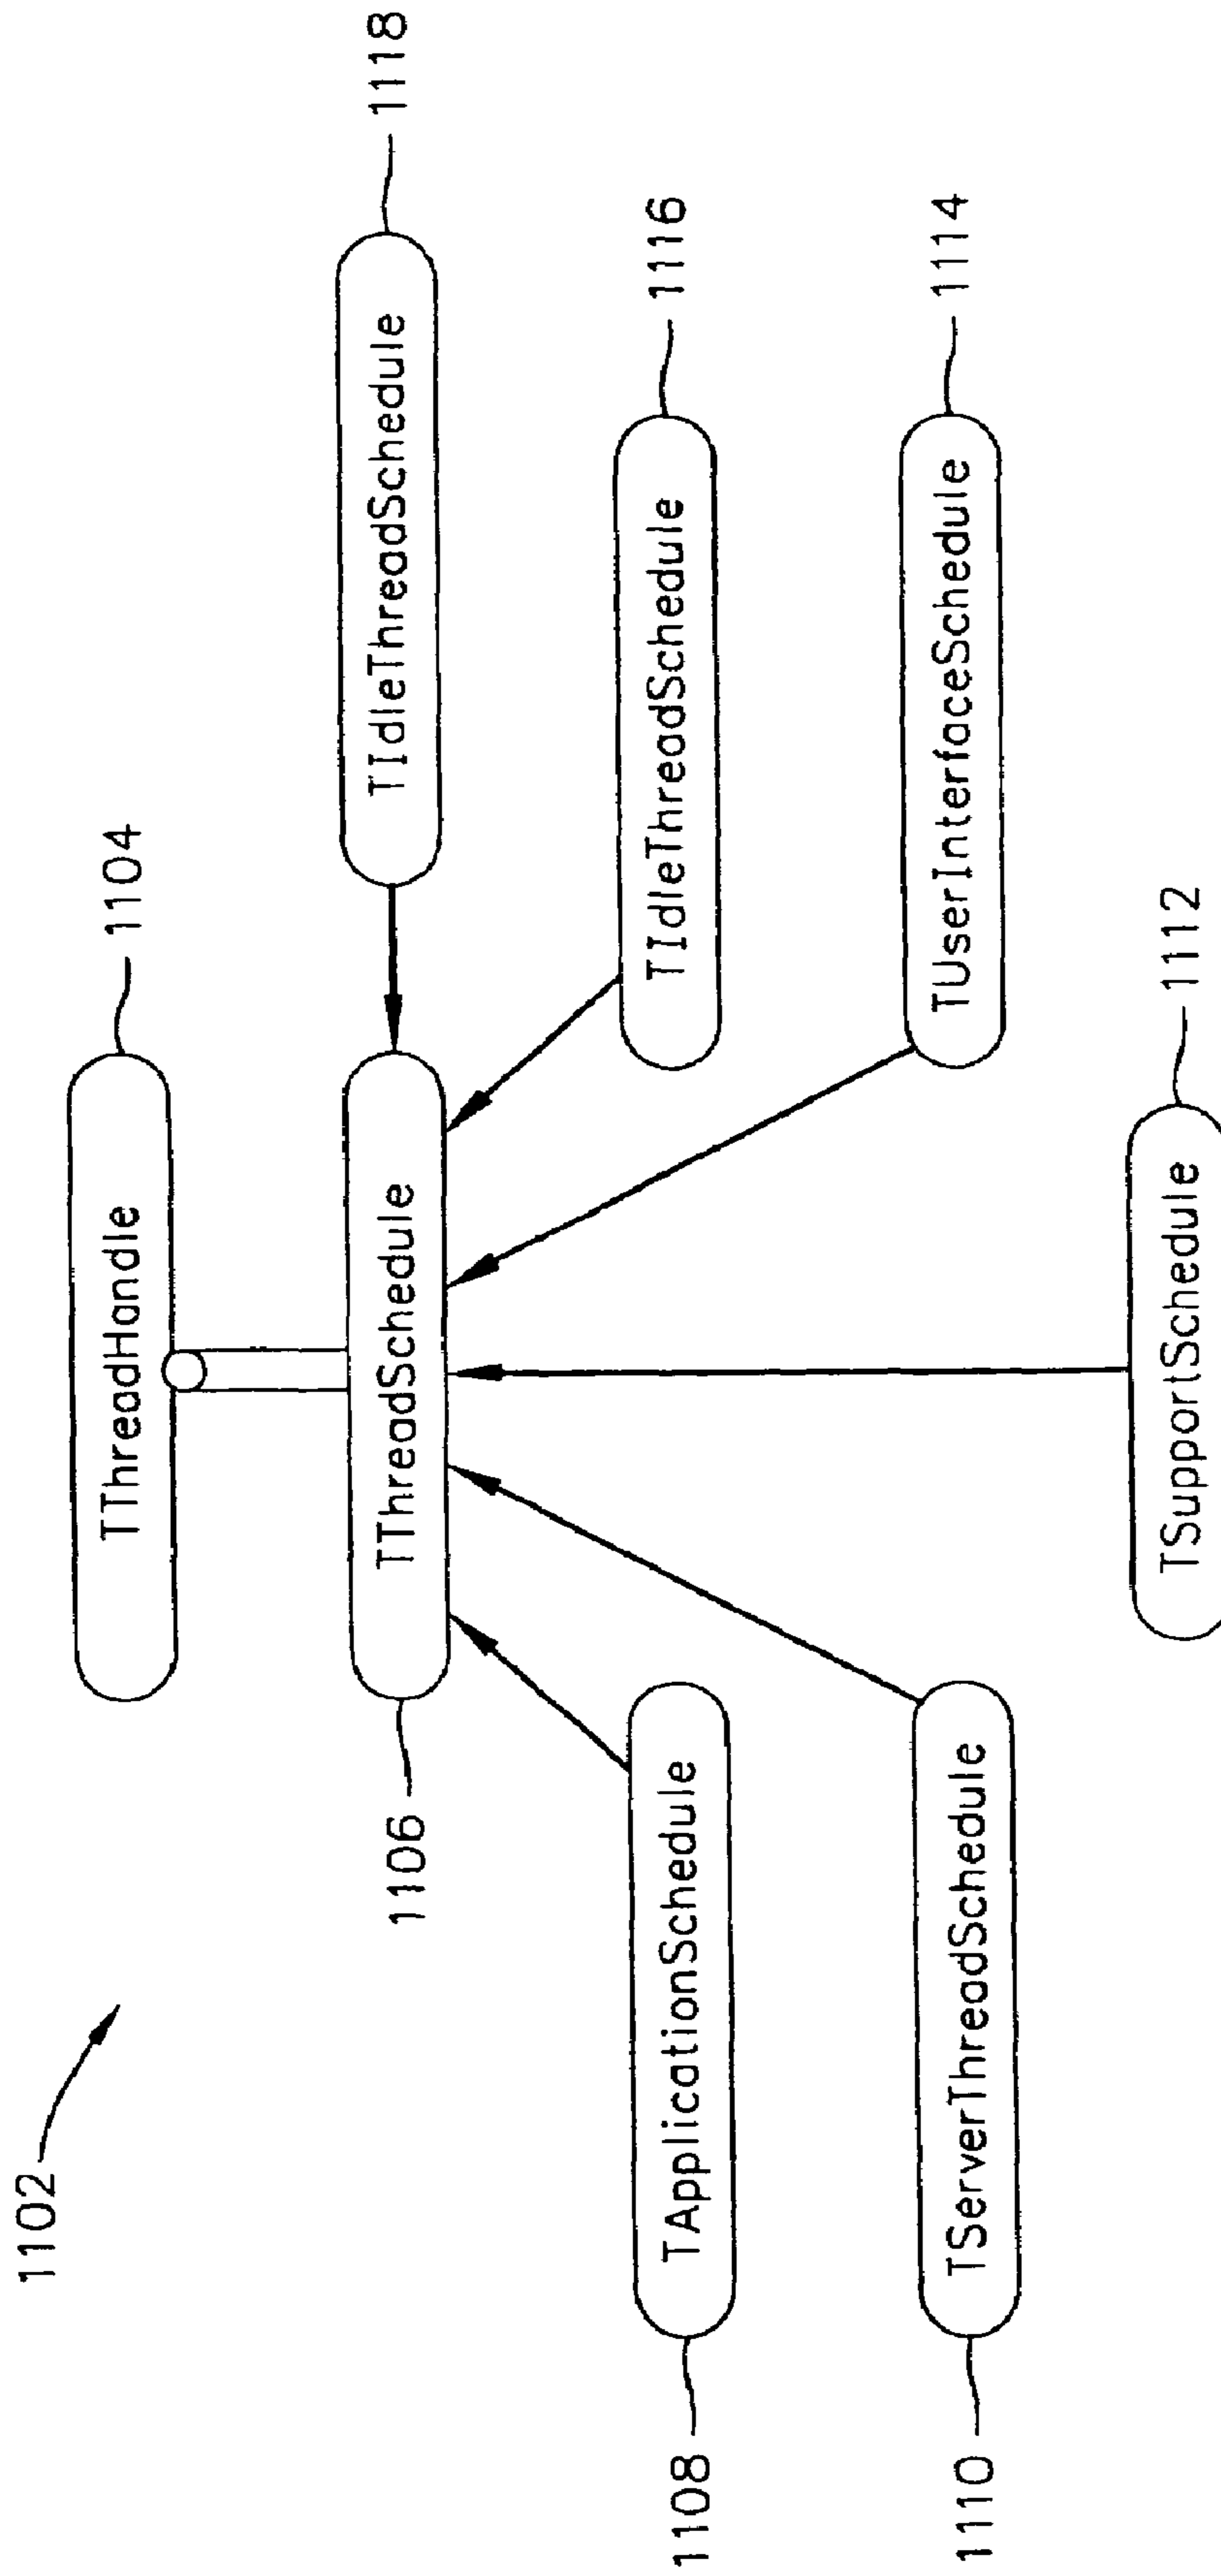 1102
TThreadHandle
1104
1106
TThreadSchedule
TIdleThreadSchedule
1118
1108
TApplicationSchedule
TIdleThreadSchedule
1116
1110
TServerThreadSchedule
TUserInterfaceSchedule
1114
TSupportSchedule
1112